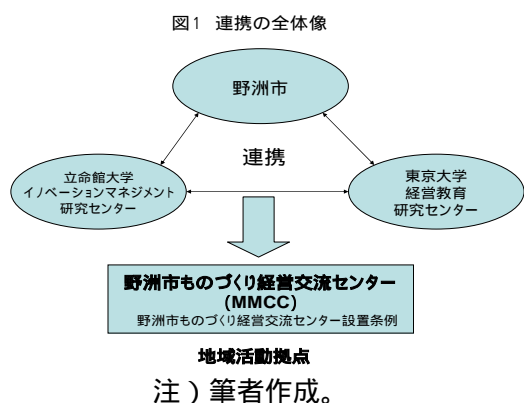 図1 連携の全体像
野洲市
連携
立命館大学
イノベーションマネジメント
研究センター
東京大学
経営教育
研究センター
野洲市ものづくり経営交流センター
(MMCC)
野洲市ものづくり経営交流センター設置条例
地域活動拠点
注）筆者作成。